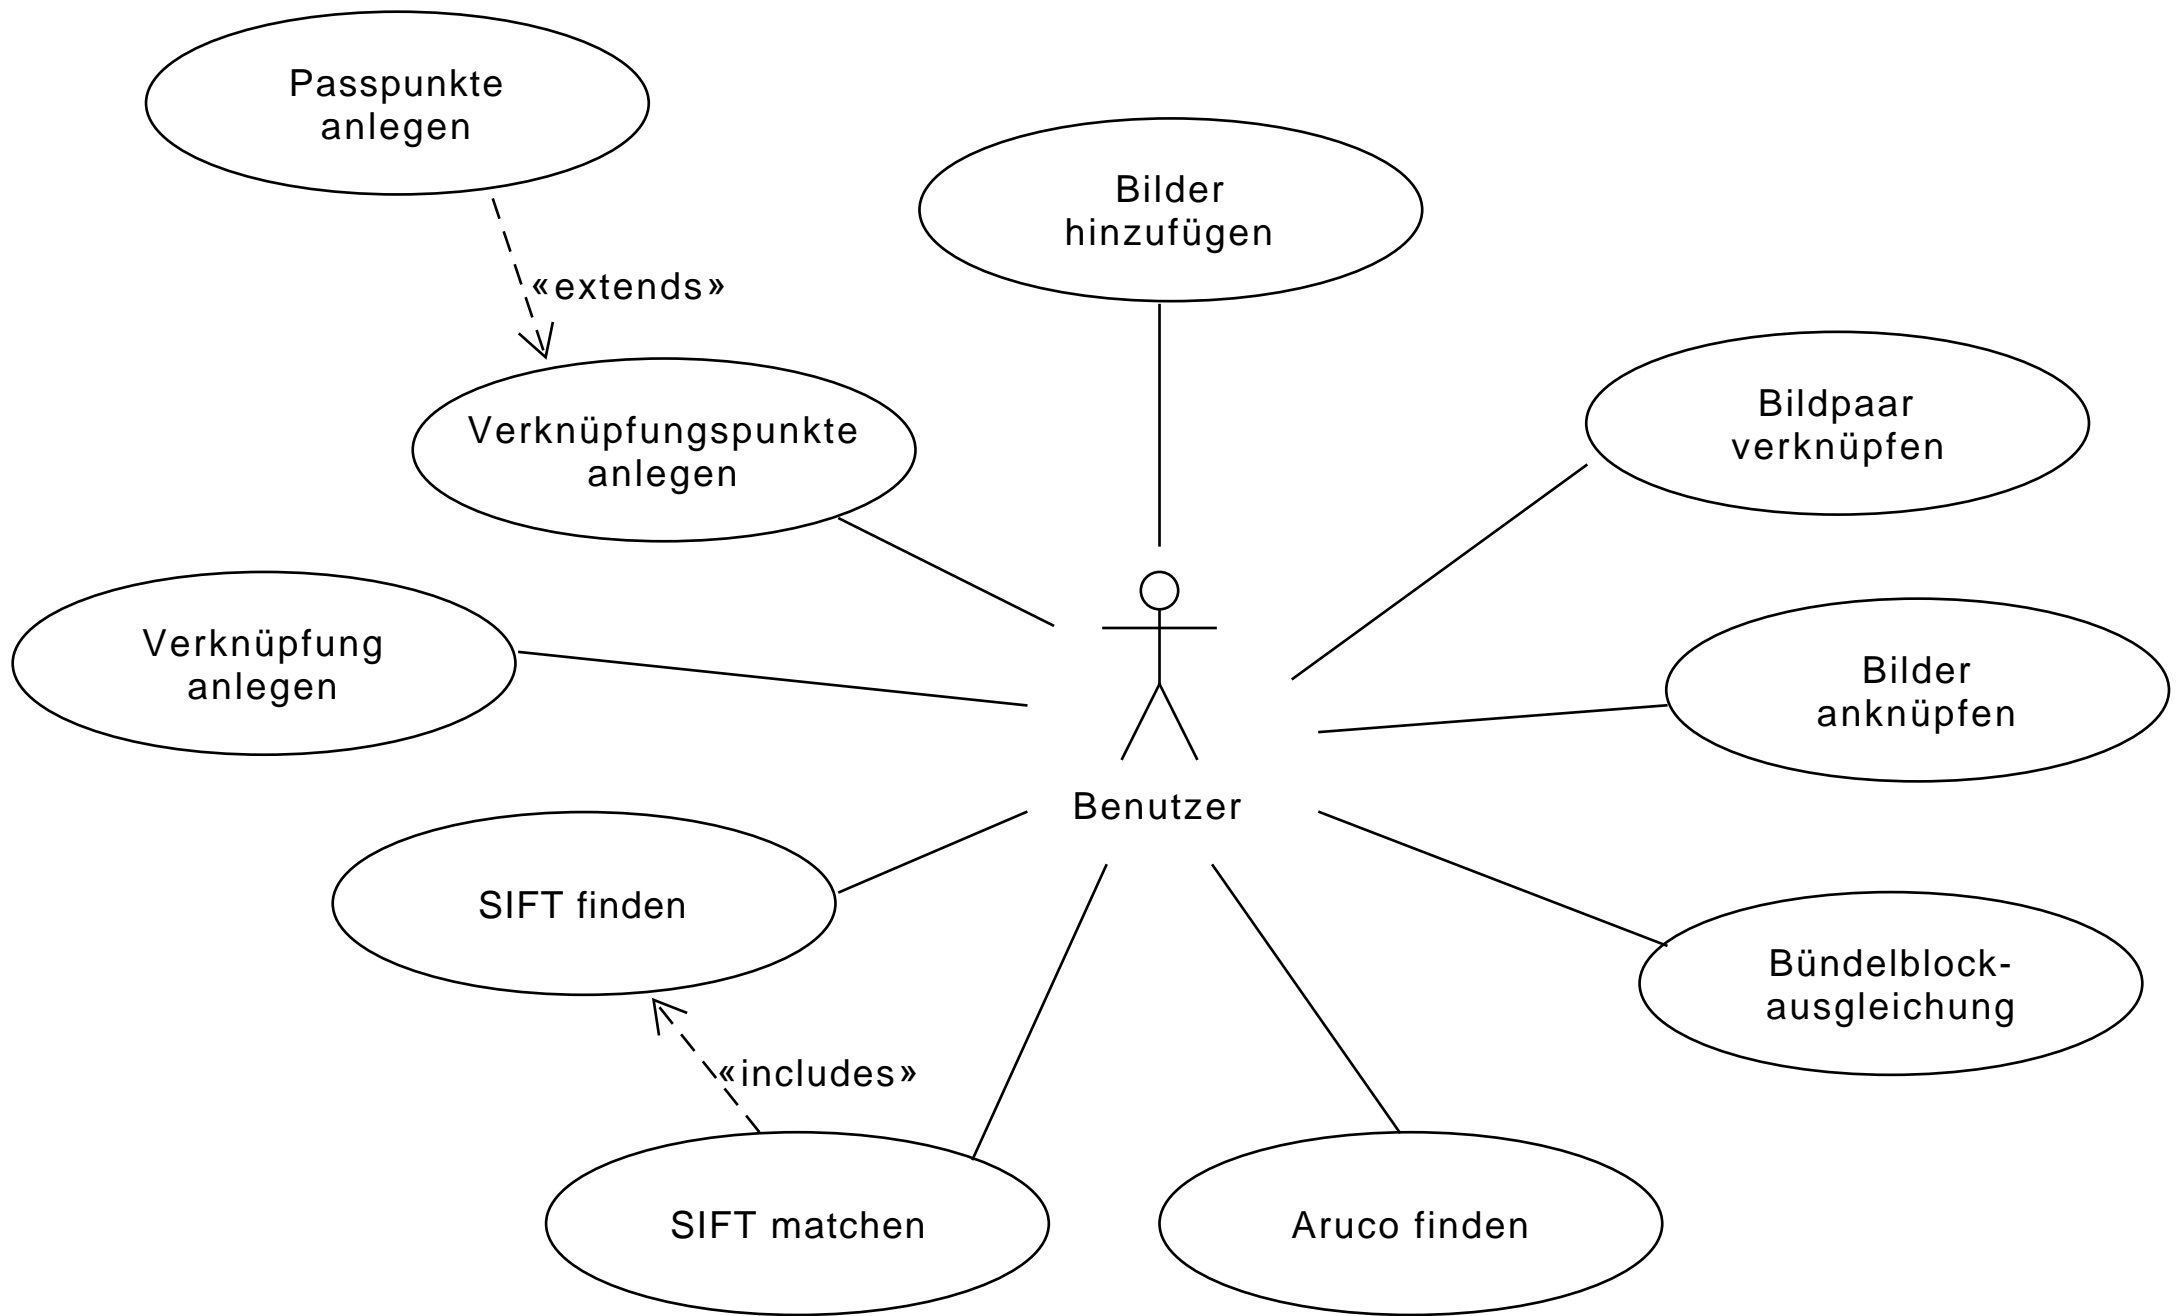 Passpunkte
anlegen
Bilder
hinzufügen
«extends»
Verknüpfungspunkte
anlegen
Bildpaar
verknüpfen
Verknüpfung
anlegen
Bilder
anknüpfen
Benutzer
SIFT finden
Bündelblock-
ausgleichung
«includes»
SIFT matchen
Aruco finden